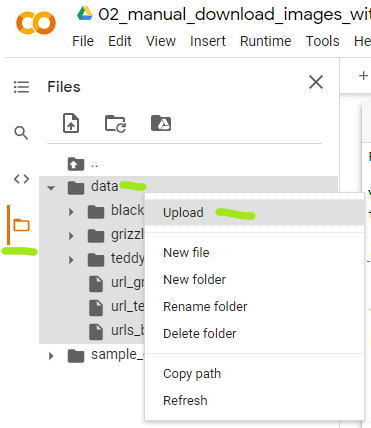 02_manual_download_images_wit
File Edit View Insert Runtime Tools He
Files
..
data
black
grizzl
teddy
url_gr
url_te
urls_b
sample_
Upload
New file
New folder
Rename folder
Delete folder
Copy path
Refresh